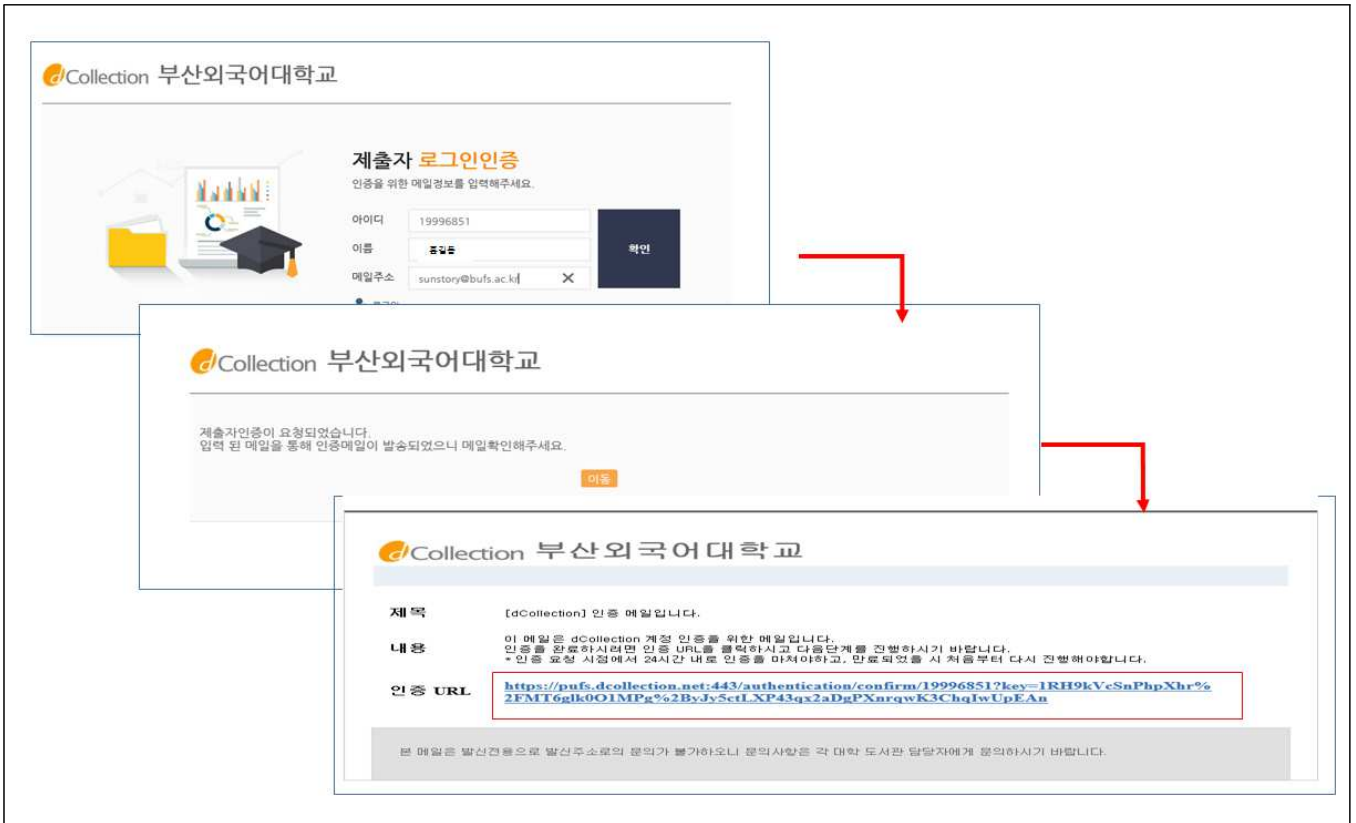 dCollection 부산외국어대학교
제출자 로그인인증
인증을 위한 메일정보를 입력해주세요.
아이디 19996851
이름 홍길동
확인
메일주소 sunstory@bufs.ac.kr
로그인
dCollection 부산외국어대학교
제출자인증이 요청되었습니다.
입력 된 메일을 통해 인증메일이 발송되었으니 메일확인해주세요.
이동
dCollection 부산외국어대학교
제목 [dCollection] 인증 메일입니다.
내용 이 메일은 dCollection 계정 인증을 위한 메일입니다.
인증을 완료하시려면 인증 URL을 클릭하시고 다음단계를 진행하시기 바랍니다.
* 인증 요청 시점에서 24시간 내로 인증을 마쳐야하고, 만료되었을 시 처음부터 다시 진행해야합니다.
인증 URL https://pufs.dcollection.net:443/authentication/confirm/19996851?key=1RH9kVcSnPhpXhr%
2FMT6glk0O1MPg%2ByJy5ctLXP43qx2aDgPXnrqwK3ChqIwUpEAn
본 메일은 발신전용으로 발신주소로의 문의가 불가하오니 문의사항은 각 대학 도서관 담당자에게 문의하시기 바랍니다.